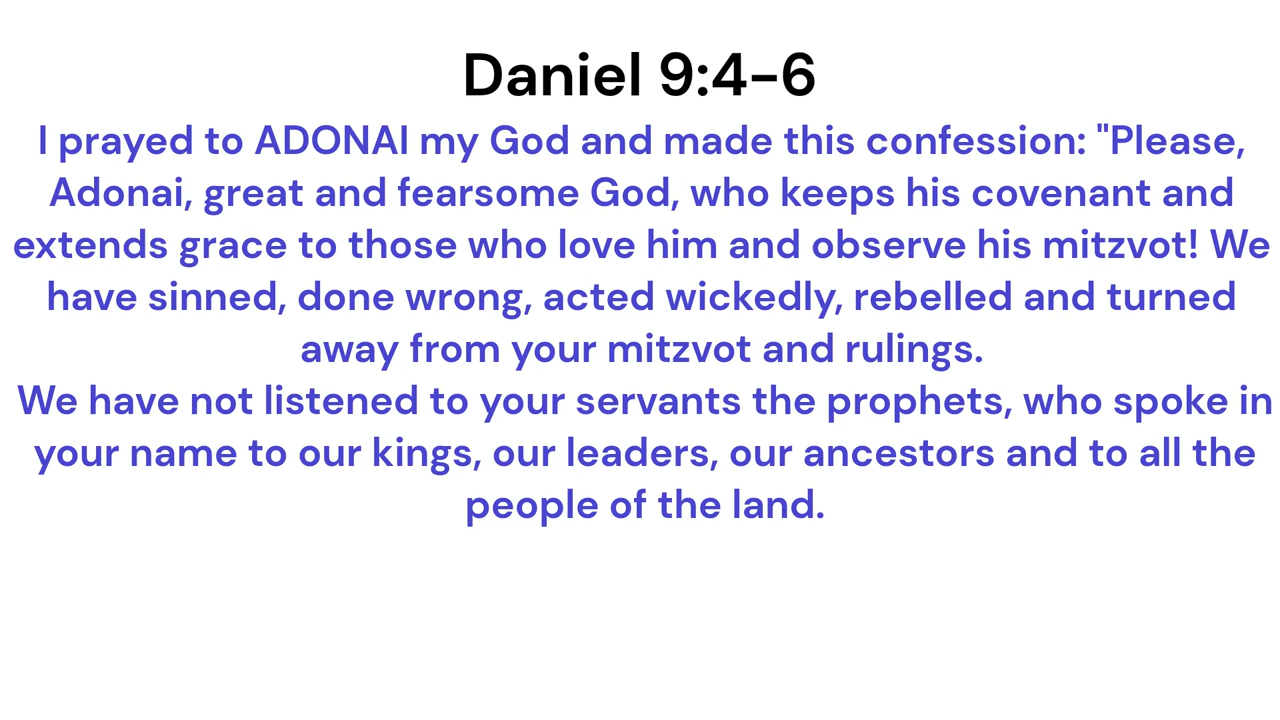 Daniel 9:4-6
I prayed to ADONAI my God and made this confession: "Please,
Adonai, great and fearsome God, who keeps his covenant and
extends grace to those who love him and observe his mitzvot! We
have sinned, done wrong, acted wickedly, rebelled and turned
away from your mitzvot and rulings.
We have not listened to your servants the prophets, who spoke in
your name to our kings, our leaders, our ancestors and to all the
people of the land.